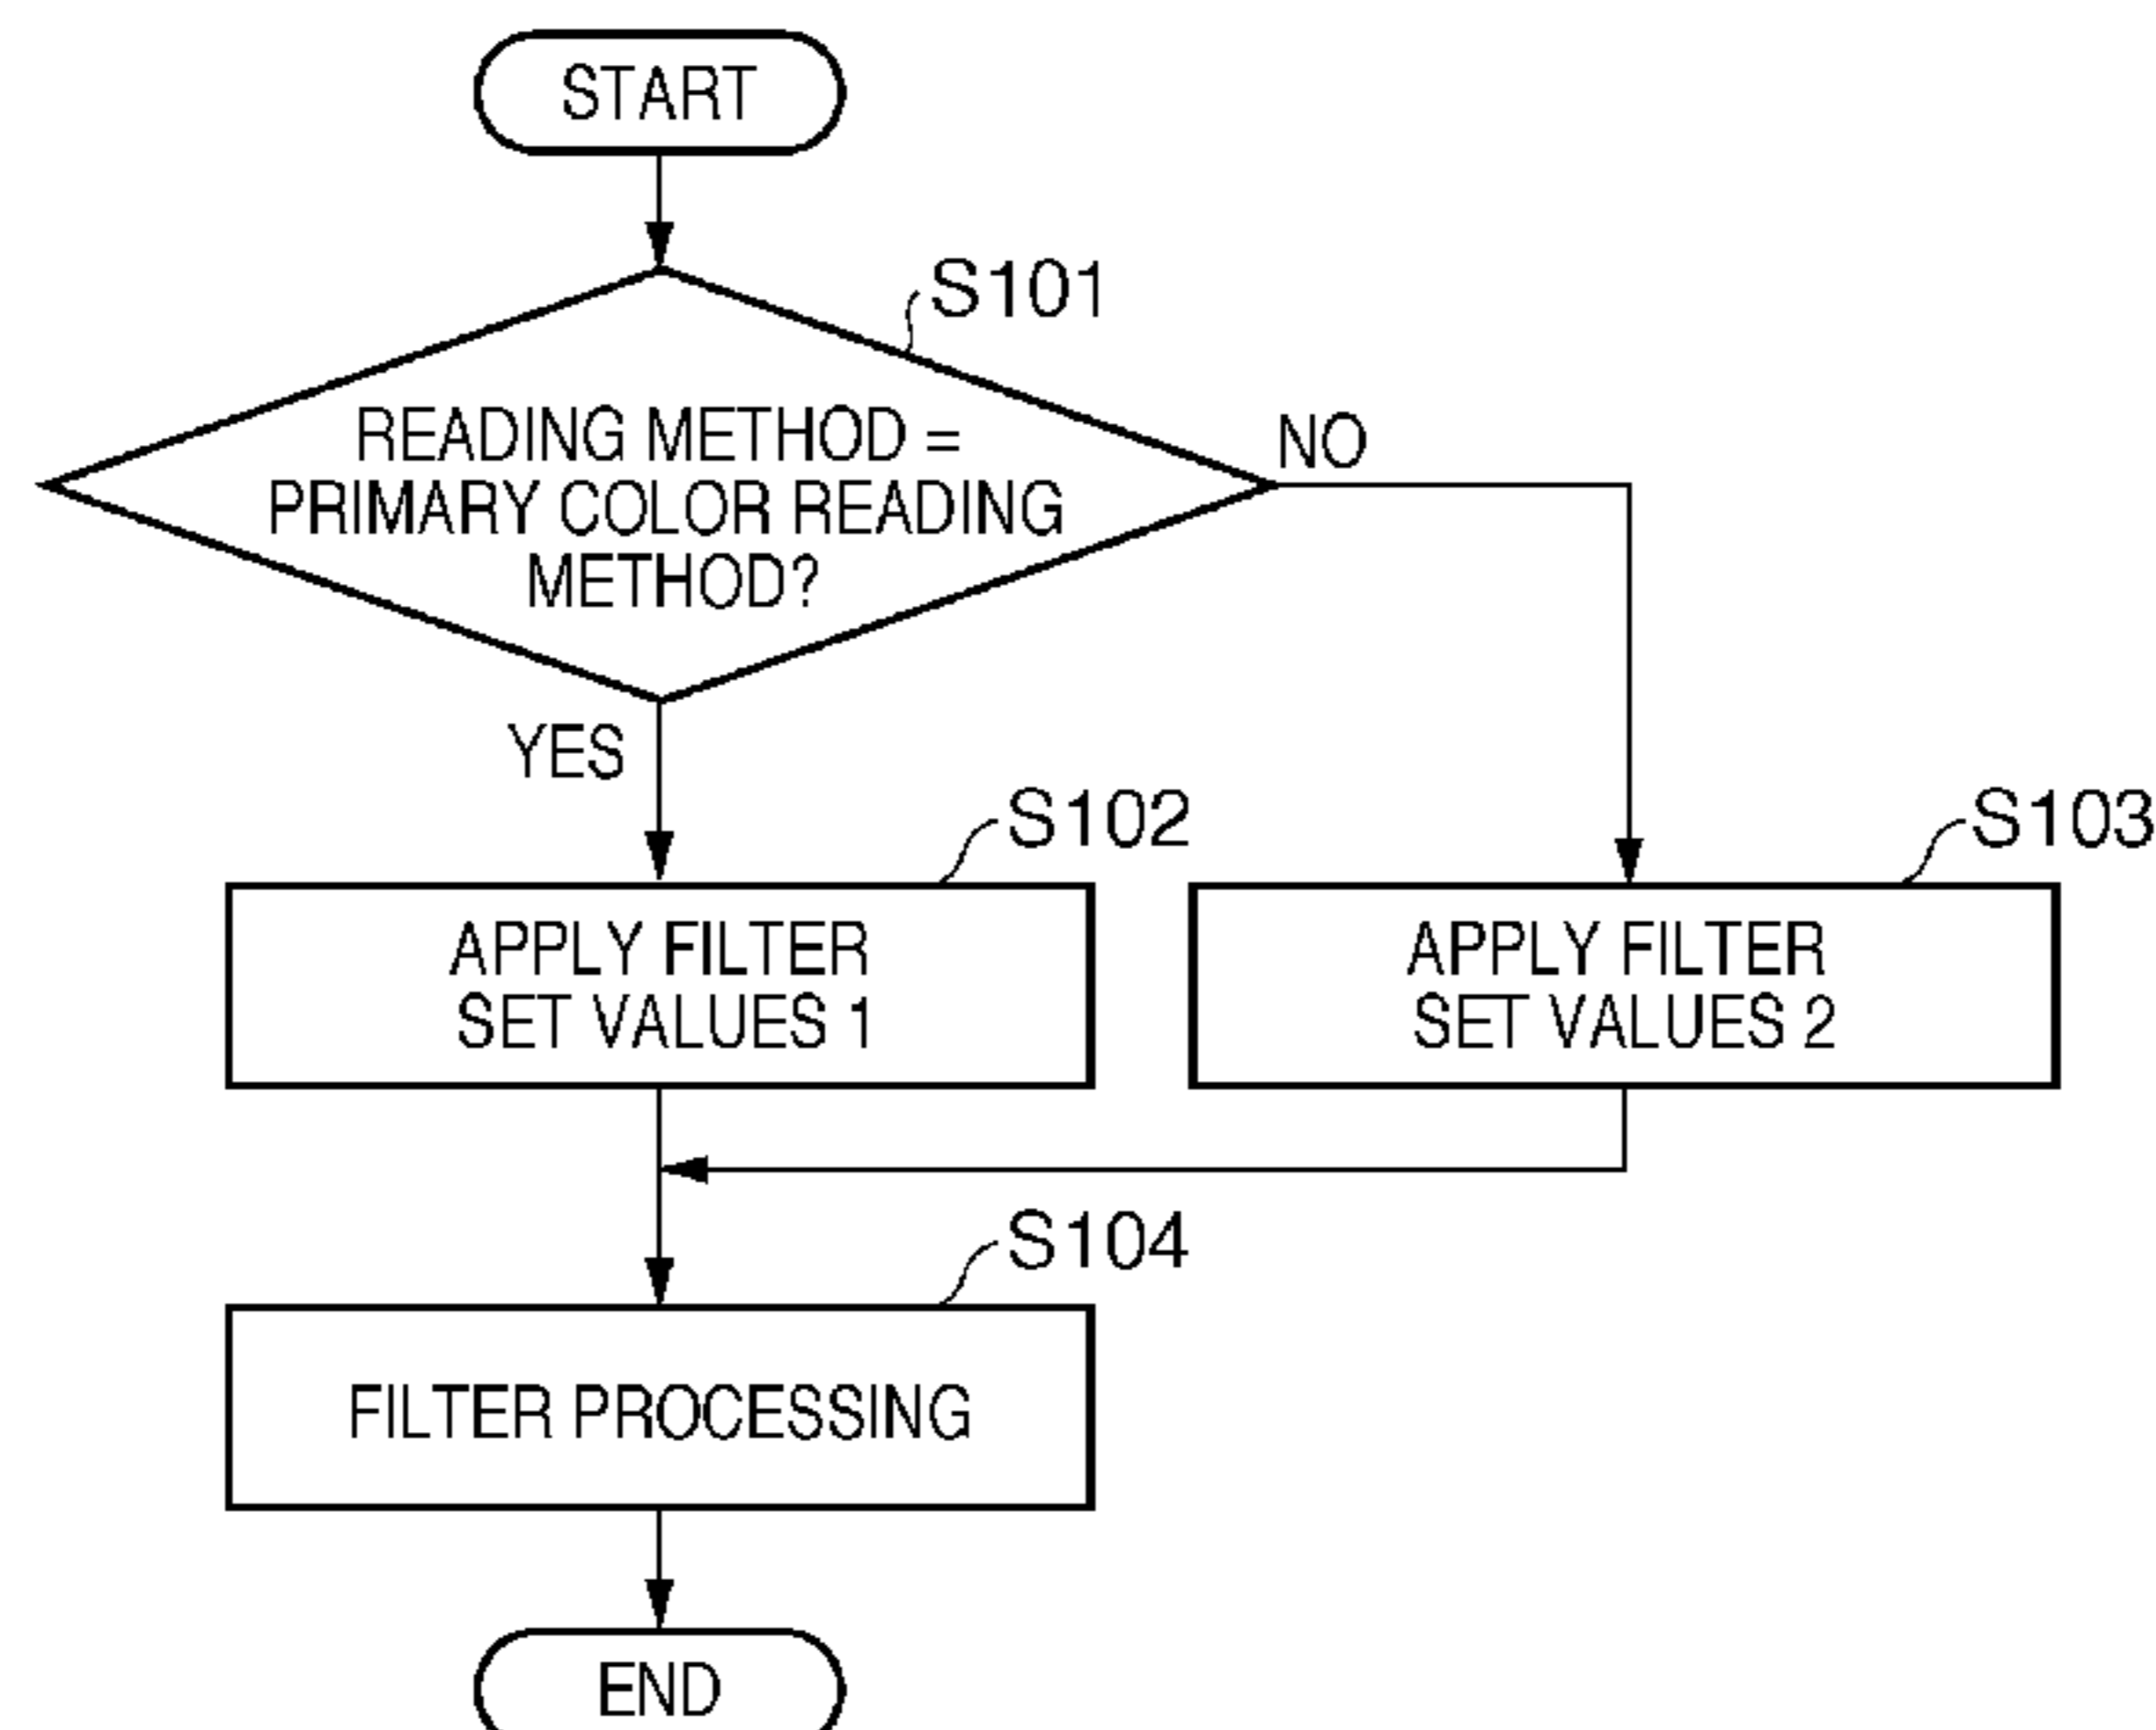 START
S101
READING METHOD =
PRIMARY COLOR READING
METHOD?
NO
YES
S102
S103
APPLY FILTER
SET VALUES 1
APPLY FILTER
SET VALUES 2
S104
FILTER PROCESSING
END